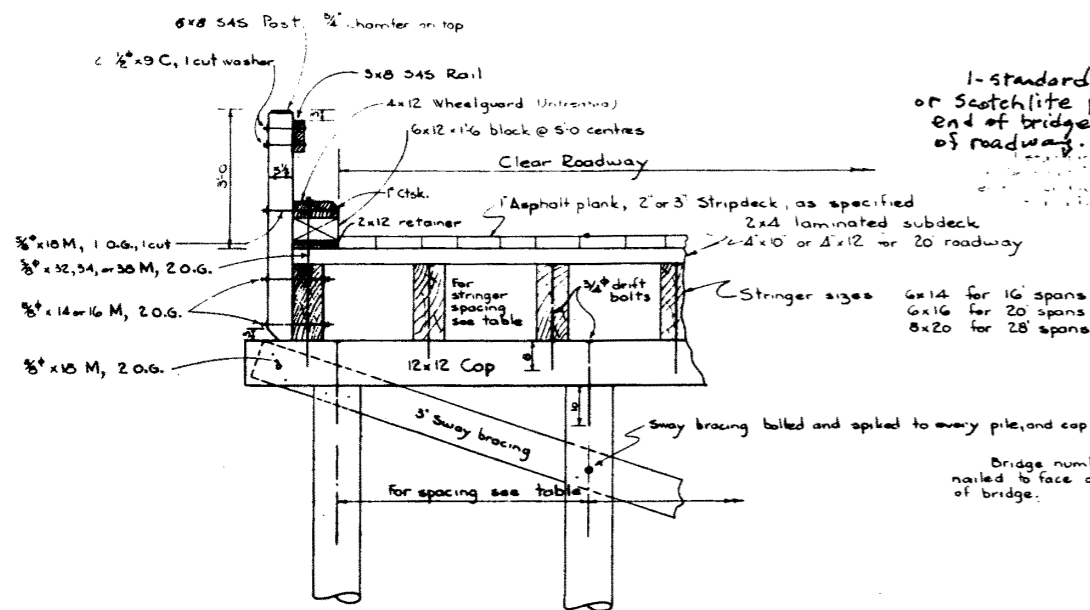 6x8 S4S Post, 3/4" chamfer on top
1/2"ᶲ x 9 C, 1 cut washer
3x8 S4S Rail
4x12 Wheelguard (Untreated)
6x12 x 1'-6 block @ 5'-0 centres
Clear Roadway
1-standard
or Scotchlite
end of bridge
of roadway.
3'-0
5 1/2
1" Ctsk.
2x12 retainer
1" Asphalt plank, 2" or 3" Stripdeck, as specified
2x4 laminated subdeck
4"x10" or 4"x12" for 20' roadway
5/8"ᶲ x 18 M, 1 O.G., 1 cut
5/8"ᶲ x 32, 34, or 38 M, 2 O.G.
5/8"ᶲ x 14 or 16 M, 2 O.G.
For
stringer
spacing
see table
3/4"ᶲ drift
bolts
Stringer sizes 6x14 for 16' spans
6x16 for 20' spans
8x20 for 28' spans
5/8"ᶲ x 18 M, 2 O.G.
12x12 Cap
3" Sway bracing
Sway bracing bolted and spiked to every pile, and cap
For spacing see table
Bridge num
nailed to face
of bridge.